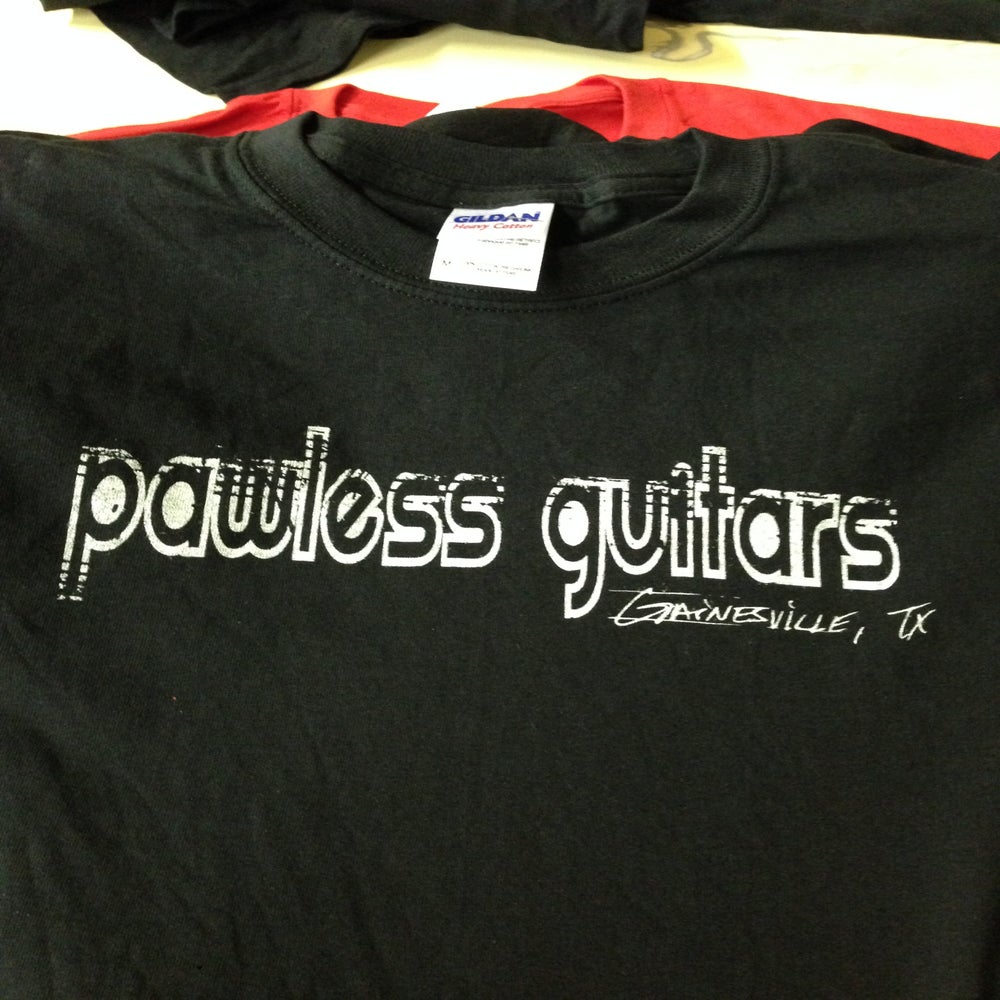 GILDAN
Heavy Cotton
M
pawless guitars
GAINESVILLE, TX